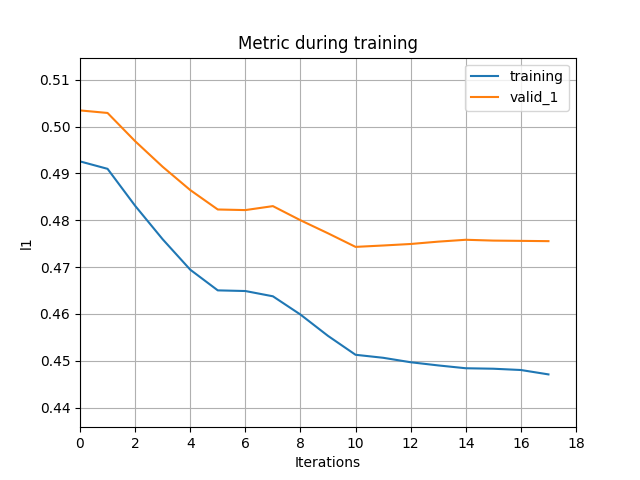 Metric during training
training
valid_1
0.51
0.50
0.49
0.48
0.47
0.46
0.45
0.44
l1
0 2 4 6 8 10 12 14 16 18
Iterations